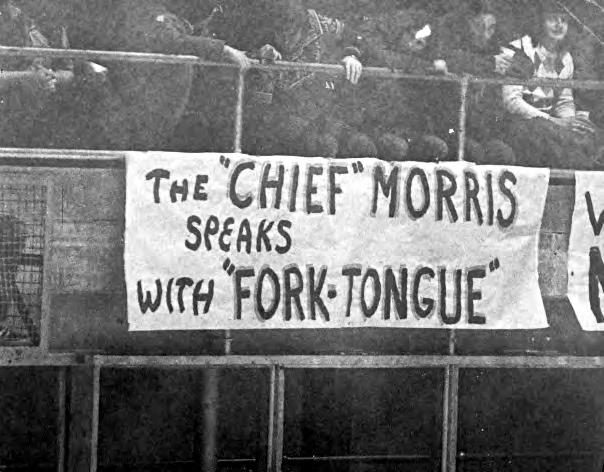 THE "CHIEF" MORRIS
SPEAKS
WITH "FORK-TONGUE"